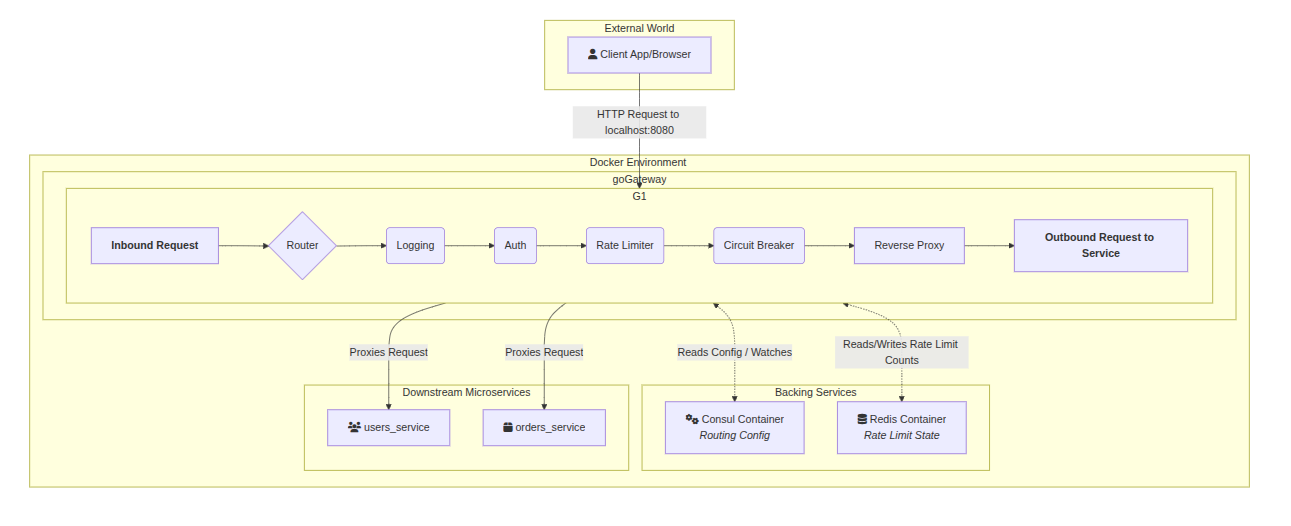 External World
Client App/Browser
HTTP Request to
localhost:8080
Docker Environment
goGateway
G1
Inbound Request
Router
Logging
Auth
Rate Limiter
Circuit Breaker
Reverse Proxy
Outbound Request to
Service
Proxies Request
Proxies Request
Reads Config / Watches
Reads/Writes Rate Limit
Counts
Downstream Microservices
users_service
orders_service
Backing Services
Consul Container
Routing Config
Redis Container
Rate Limit State